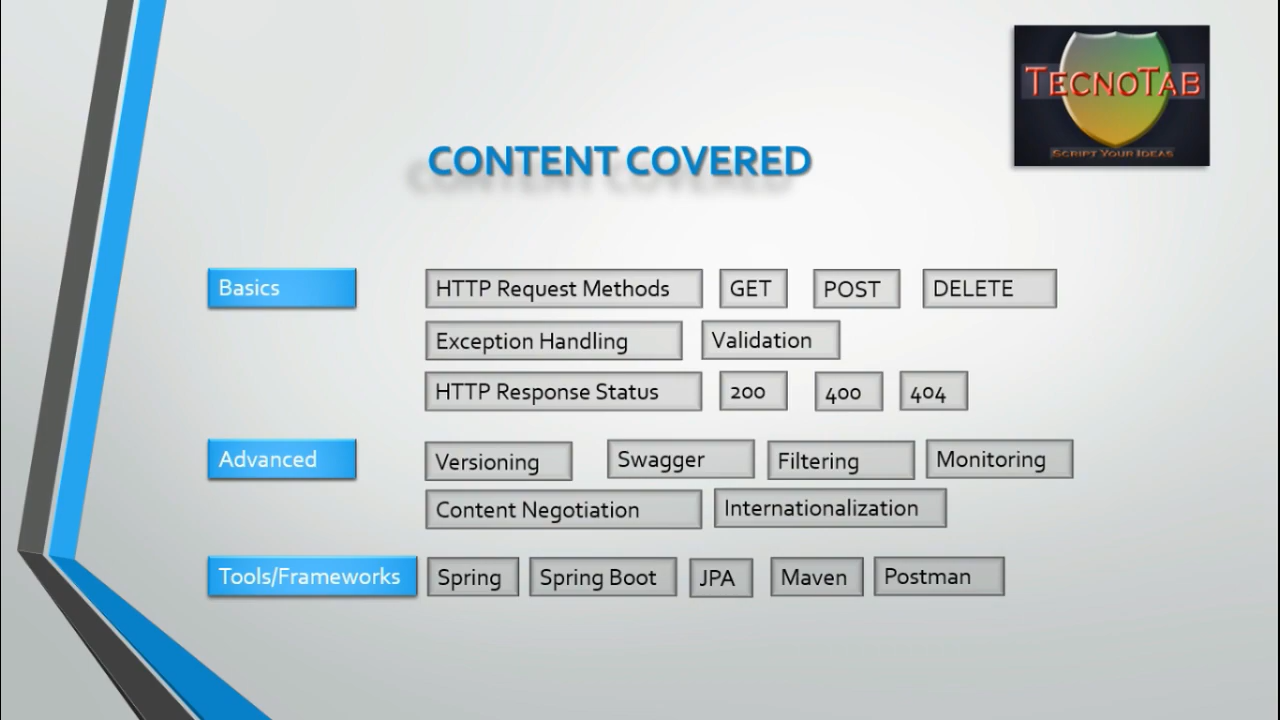 TECNOTAB
SCRIPT YOUR IDEAS
CONTENT COVERED
Basics
HTTP Request Methods GET POST DELETE
Exception Handling Validation
HTTP Response Status 200 400 404
Advanced
Versioning Swagger Filtering Monitoring
Content Negotiation Internationalization
Tools/Frameworks Spring Spring Boot JPA Maven Postman